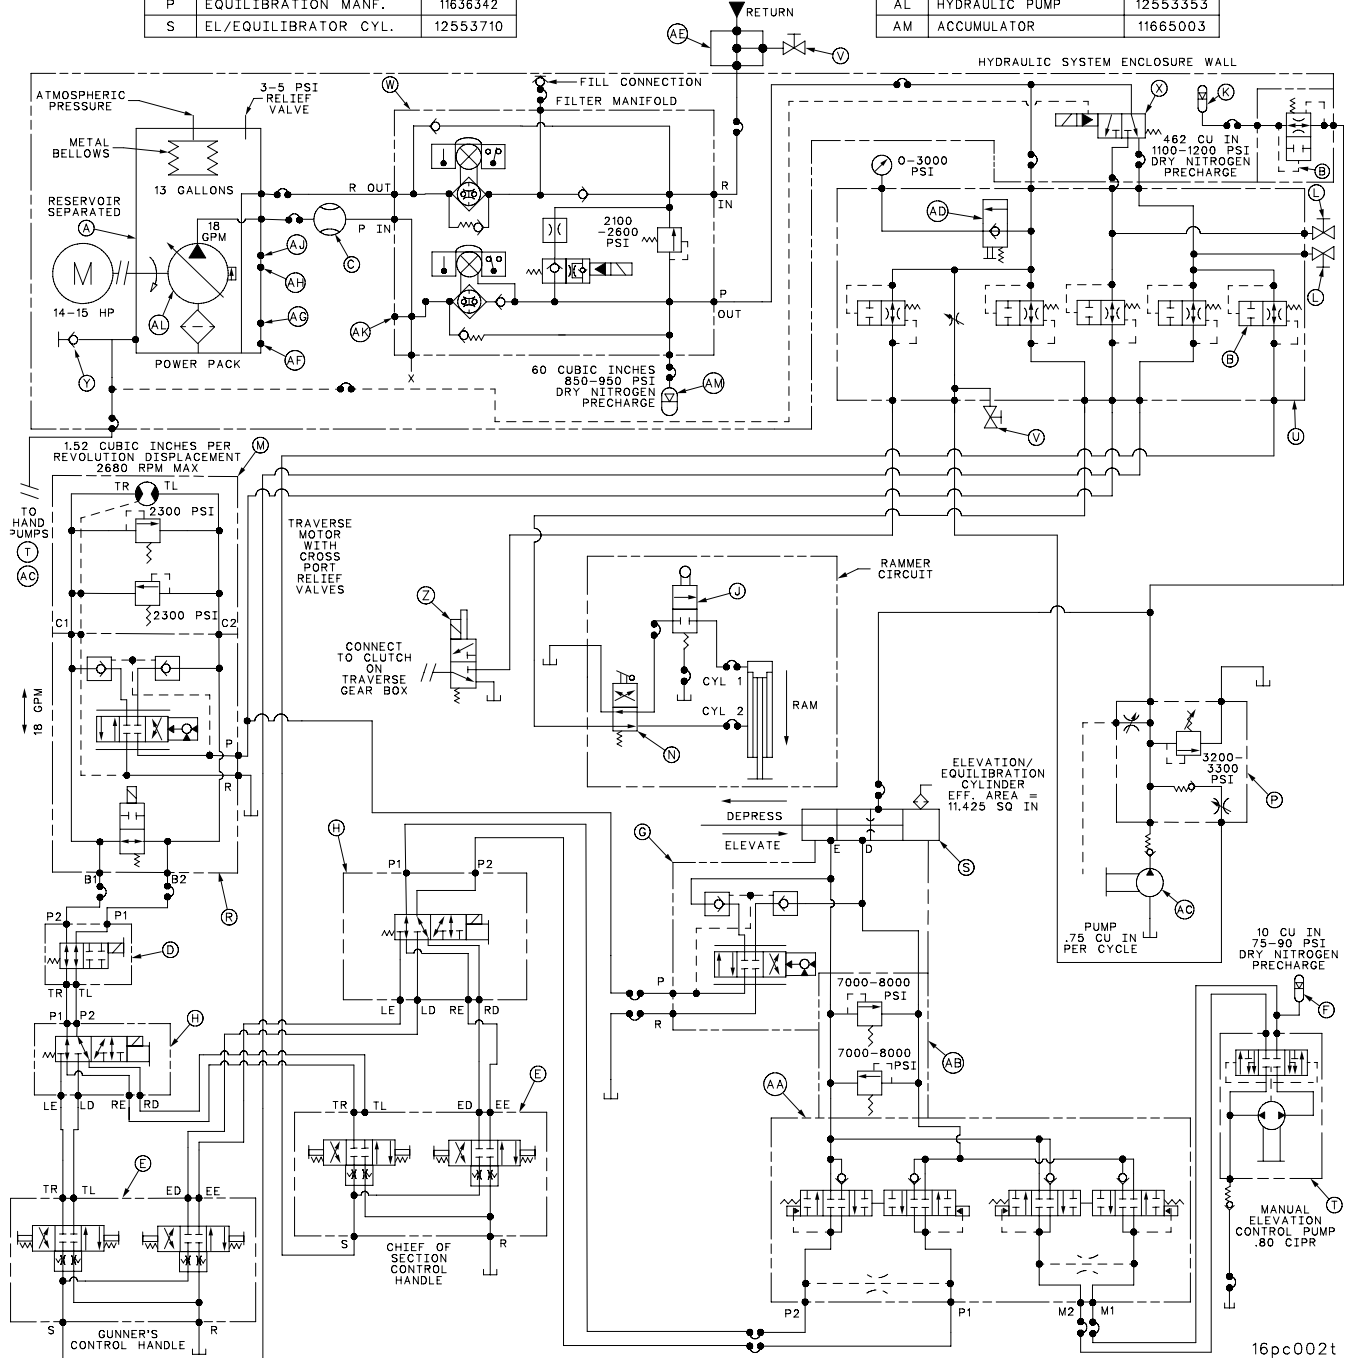 P EQUILIBRATION MANF. 11636342
S EL/EQUILIBRATOR CYL. 12553710
AL HYDRAULIC PUMP 12553353
AM ACCUMULATOR 11665003
RETURN
AE
V
HYDRAULIC SYSTEM ENCLOSURE WALL
ATMOSPHERIC
PRESSURE
3-5 PSI
RELIEF
VALVE
METAL
BELLOWS
13 GALLONS
RESERVOIR
SEPARATED
A
M
14-15 HP
18
GPM
AL
POWER PACK
Y
AJ
AH
AG
AF
C
R OUT
P IN
W
FILL CONNECTION
FILTER MANIFOLD
R
IN
2100
-2600
PSI
P
OUT
AK
X
60 CUBIC INCHES
850-950 PSI
DRY NITROGEN
PRECHARGE
AM
0-3000
PSI
AD
X
K
462 CU IN
1100-1200 PSI
DRY NITROGEN
PRECHARGE
B
L
L
B
V
U
1.52 CUBIC INCHES PER
REVOLUTION DISPLACEMENT
2680 RPM MAX
M
TR TL
2300 PSI
2300 PSI
TO
HAND
PUMPS
T
AC
TRAVERSE
MOTOR
WITH
CROSS
PORT
RELIEF
VALVES
C1 C2
18 GPM
P
R
B1 B2
R
Z
CONNECT
TO CLUTCH
ON
TRAVERSE
GEAR BOX
RAMMER
CIRCUIT
J
CYL 1
CYL 2
RAM
N
ELEVATION/
EQUILIBRATION
CYLINDER
EFF. AREA =
11.425 SQ IN
DEPRESS
ELEVATE
E D
S
G
P
R
3200-
3300
PSI
P
AC
PUMP
.75 CU IN
PER CYCLE
10 CU IN
75-90 PSI
DRY NITROGEN
PRECHARGE
F
P2 P1
D
TR TL
P1 P2
H
LE LD RE RD
H
P1 P2
LE LD RE RD
7000-8000
PSI
7000-8000
PSI
AB
AA
E
TR TL ED EE
S R
CHIEF OF
SECTION
CONTROL
HANDLE
E
TR TL ED EE
S R
GUNNER'S
CONTROL HANDLE
P2 P1 M2 M1
T
MANUAL
ELEVATION
CONTROL PUMP
.80 CIPR
16pc002t